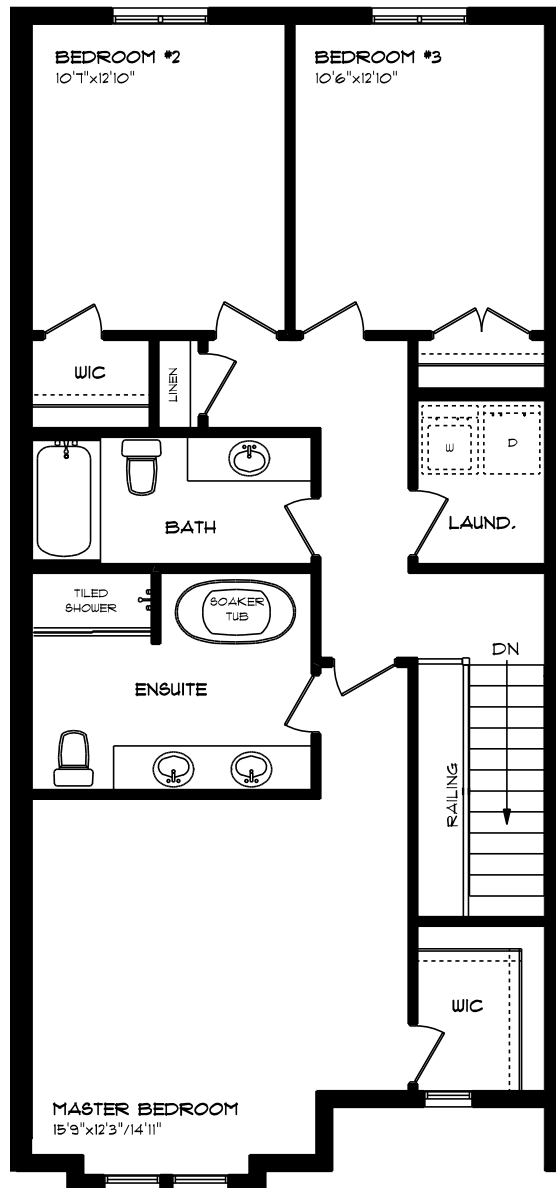 BEDROOM #2
10'7"x12'10"
BEDROOM #3
10'6"x12'10"
WIC
LINEN
W
D
BATH
LAUND.
TILED
SHOWER
SOAKER
TUB
ENSUITE
DN
RAILING
WIC
MASTER BEDROOM
15'9"x12'3"/14'11"